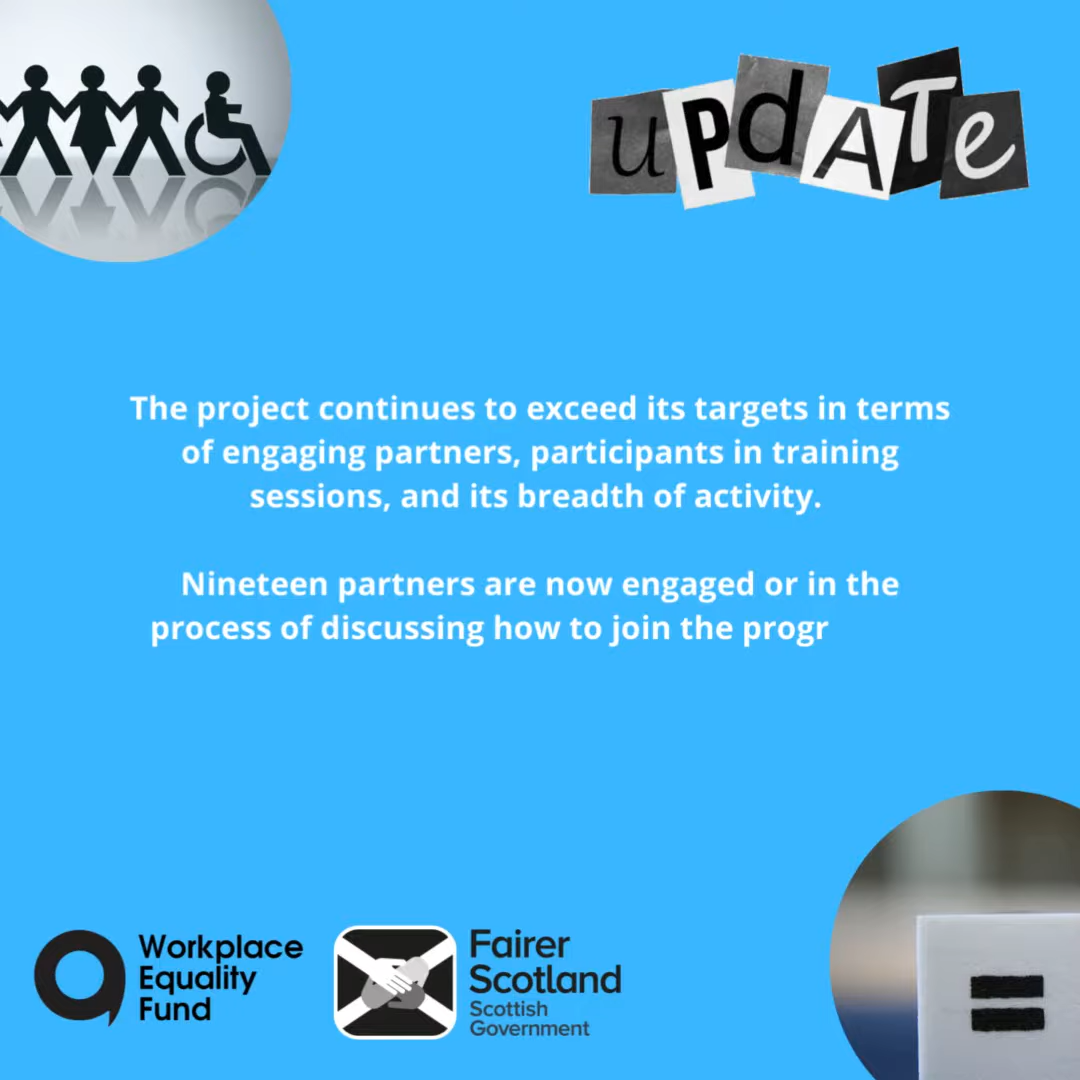 uPdATe
The project continues to exceed its targets in terms
of engaging partners, participants in training
sessions, and its breadth of activity.
Nineteen partners are now engaged or in the
process of discussing how to join the progr
Workplace
Equality
Fund
Fairer
Scotland
Scottish
Government
=